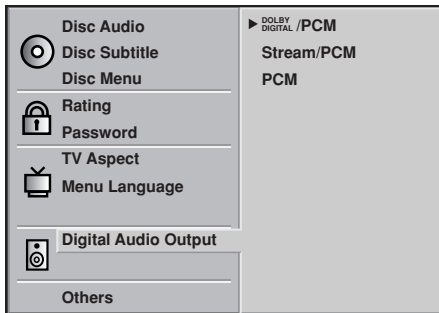 Disc Audio
Disc Subtitle
Disc Menu
Rating
Password
TV Aspect
Menu Language
Digital Audio Output
Others
DOLBY DIGITAL /PCM
Stream/PCM
PCM